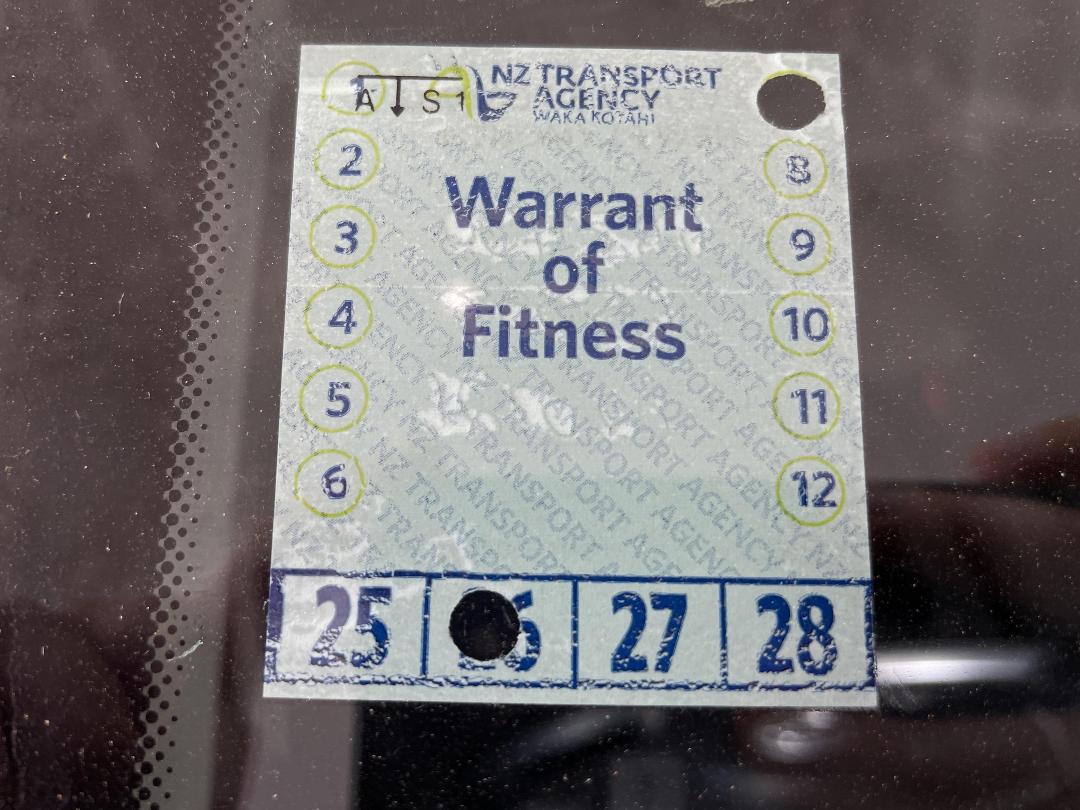 1 A ↓ S 1 NZ TRANSPORT
AGENCY
WAKA KOTAHI
2 8
Warrant
3 9
of
4 10
Fitness
5 11
6 12
25 27 28